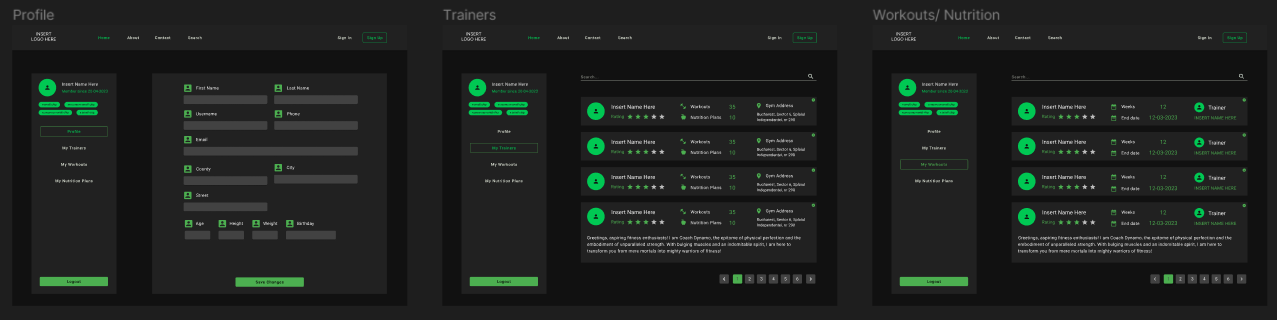 Profile
INSERT
LOGO HERE
Home
About
Contact
Search
Sign In
Sign Up
Insert Name Here
Member since 29-04-2023
Profile
My Trainers
My Workouts
My Nutrition Plans
Logout
First Name
Last Name
Username
Phone
Email
County
City
Street
Age
Height
Weight
Birthday
Save Changes
Trainers
INSERT
LOGO HERE
Home
About
Contact
Search
Sign In
Sign Up
Insert Name Here
Member since 29-04-2023
Profile
My Trainers
My Workouts
My Nutrition Plans
Logout
Search...
Insert Name Here
Rating
Workouts 35
Nutrition Plans 10
Gym Address
Bucharest, Sector 6, Splaiul
Independentei, nr 290
Insert Name Here
Rating
Workouts 35
Nutrition Plans 10
Gym Address
Bucharest, Sector 6, Splaiul
Independentei, nr 290
Insert Name Here
Rating
Workouts 35
Nutrition Plans 10
Gym Address
Bucharest, Sector 6, Splaiul
Independentei, nr 290
Insert Name Here
Rating
Workouts 35
Nutrition Plans 10
Gym Address
Bucharest, Sector 6, Splaiul
Independentei, nr 290
Greetings, aspiring fitness enthusiasts! I am Coach Dynamo, the epitome of physical perfection and the
embodiment of unparalleled strength. With bulging muscles and an indomitable spirit, I am here to
transform you from mere mortals into mighty warriors of fitness!
1 2 3 4 5 6
Workouts/ Nutrition
INSERT
LOGO HERE
Home
About
Contact
Search
Sign In
Sign Up
Insert Name Here
Member since 29-04-2023
Profile
My Trainers
My Workouts
My Nutrition Plans
Logout
Search...
Insert Name Here
Rating
Weeks 12
End date 12-03-2023
Trainer
INSERT NAME HERE
Insert Name Here
Rating
Weeks 12
End date 12-03-2023
Trainer
INSERT NAME HERE
Insert Name Here
Rating
Weeks 12
End date 12-03-2023
Trainer
INSERT NAME HERE
Insert Name Here
Rating
Weeks 12
End date 12-03-2023
Trainer
INSERT NAME HERE
Greetings, aspiring fitness enthusiasts! I am Coach Dynamo, the epitome of physical perfection and the
embodiment of unparalleled strength. With bulging muscles and an indomitable spirit, I am here to
transform you from mere mortals into mighty warriors of fitness!
1 2 3 4 5 6